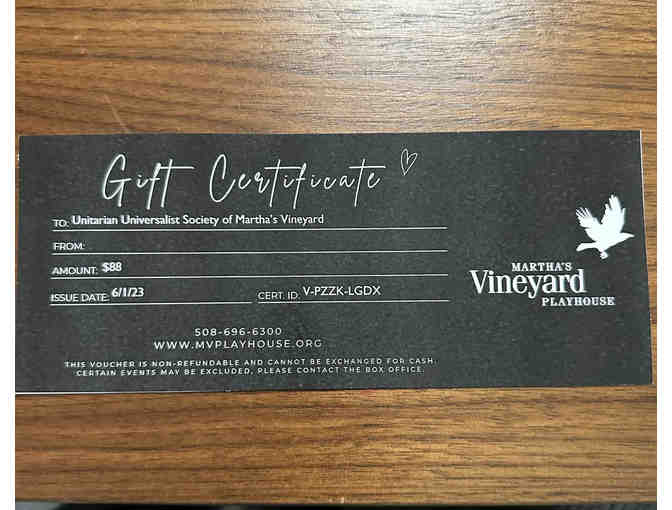 Gift Certificate
TO: Unitarian Universalist Society of Martha's Vineyard
FROM:
AMOUNT: $88
ISSUE DATE: 6/1/23 CERT. ID. V-PZZK-LGDX
MARTHA'S
Vineyard
PLAYHOUSE
508-696-6300
WWW.MVPLAYHOUSE.ORG
THIS VOUCHER IS NON-REFUNDABLE AND CANNOT BE EXCHANGED FOR CASH.
CERTAIN EVENTS MAY BE EXCLUDED, PLEASE CONTACT THE BOX OFFICE.